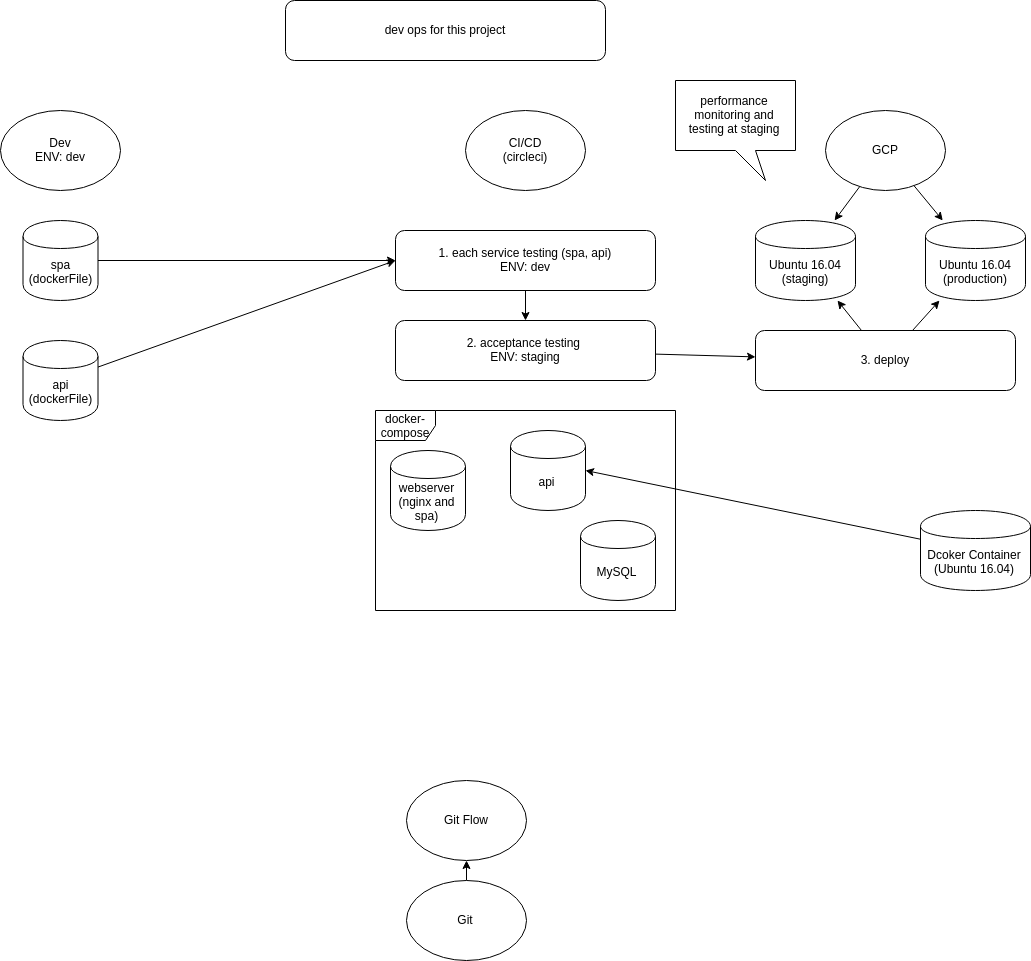 dev ops for this project
performance
monitoring and
testing at staging
Dev
ENV: dev
CI/CD
(circleci)
GCP
spa
(dockerFile)
1. each service testing (spa, api)
ENV: dev
Ubuntu 16.04
(staging)
Ubuntu 16.04
(production)
api
(dockerFile)
2. acceptance testing
ENV: staging
3. deploy
docker-
compose
webserver
(nginx and
spa)
api
MySQL
Dcoker Container
(Ubuntu 16.04)
Git Flow
Git